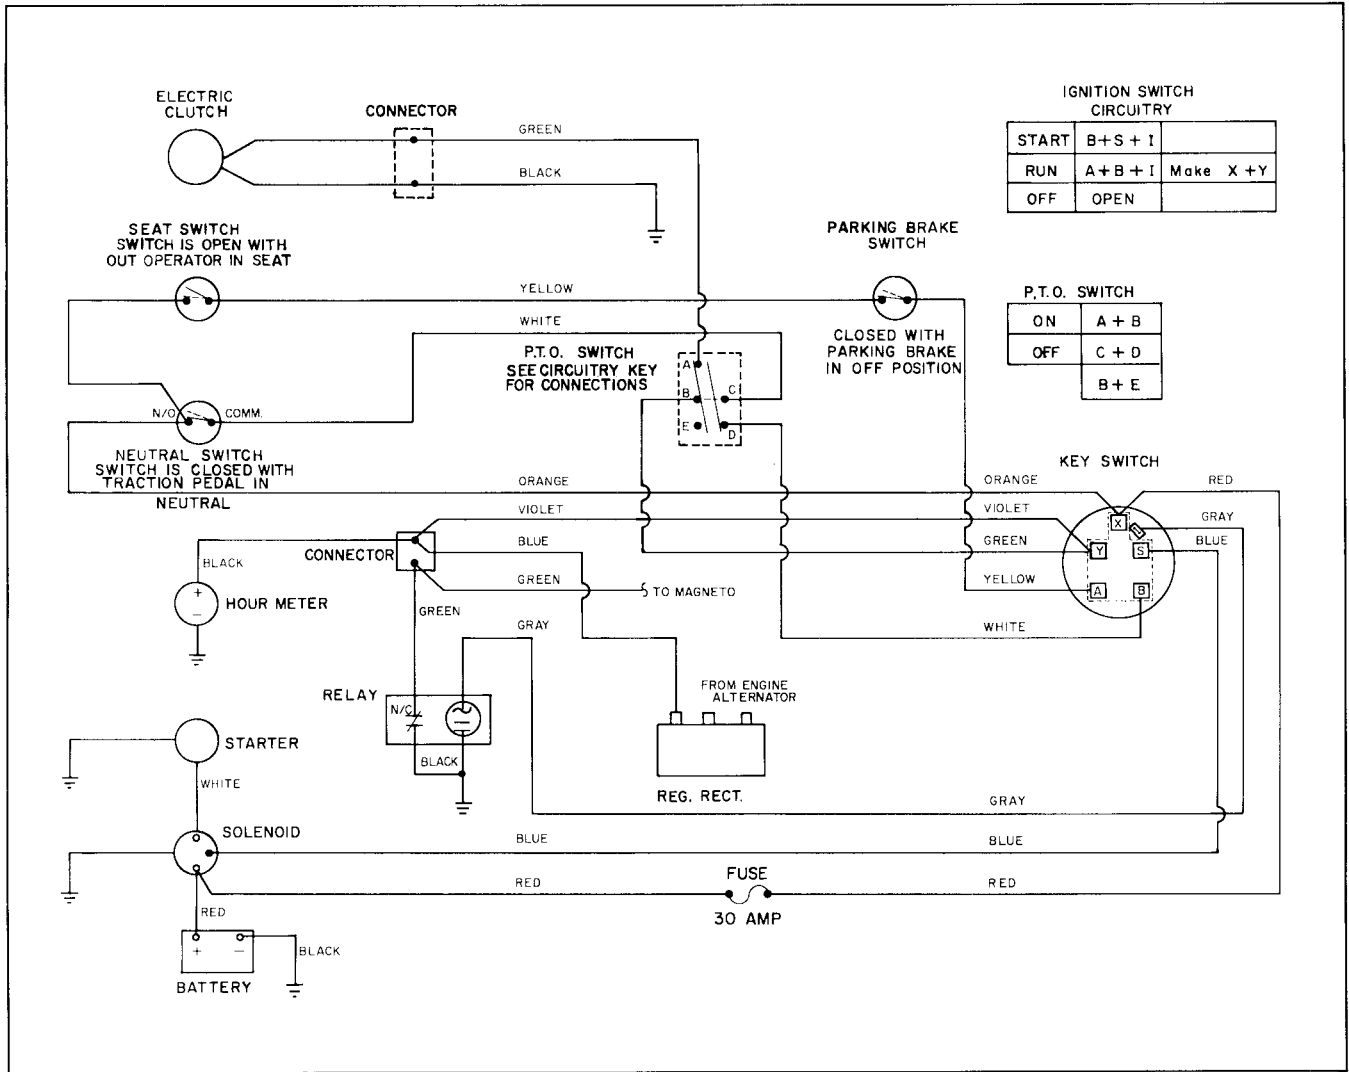 ELECTRIC
CLUTCH
CONNECTOR
GREEN
BLACK
IGNITION SWITCH
CIRCUITRY
START B+S+I
RUN A+B+I Make X+Y
OFF OPEN
SEAT SWITCH
SWITCH IS OPEN WITH
OUT OPERATOR IN SEAT
YELLOW
WHITE
PARKING BRAKE
SWITCH
CLOSED WITH
PARKING BRAKE
IN OFF POSITION
P.T.O. SWITCH
ON A+B
OFF C+D
B+E
P.T.O. SWITCH
SEE CIRCUITRY KEY
FOR CONNECTIONS
A
B
C
E
D
N/O
COMM.
NEUTRAL SWITCH
SWITCH IS CLOSED WITH
TRACTION PEDAL IN
NEUTRAL
KEY SWITCH
ORANGE
ORANGE
RED
VIOLET
VIOLET
GRAY
BLUE
GREEN
BLUE
X
Y
S
A
B
I
CONNECTOR
BLACK
GREEN
TO MAGNETO
YELLOW
+
−
HOUR METER
GREEN
GRAY
WHITE
RELAY
N/C
BLACK
FROM ENGINE
ALTERNATOR
REG. RECT.
STARTER
WHITE
GRAY
SOLENOID
BLUE
BLUE
RED
FUSE
30 AMP
RED
RED
+
−
BLACK
BATTERY